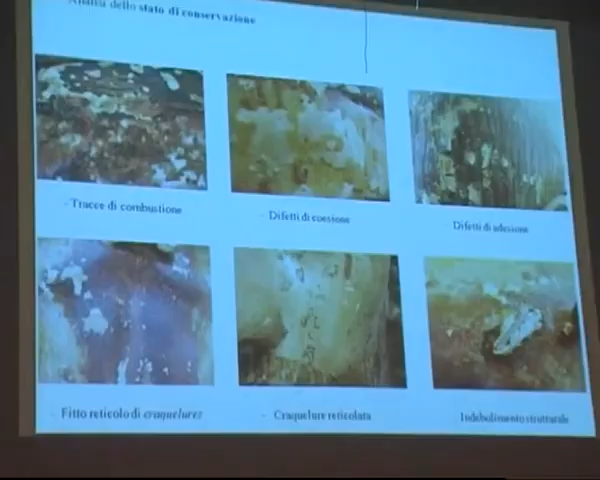 Analisi dello stato di conservazione
- Tracce di combustione
- Difetti di coesione
Difetti di adesione
- Fitto reticolo di craquelures
- Craquelure reticolata
Indebolimento strutturale